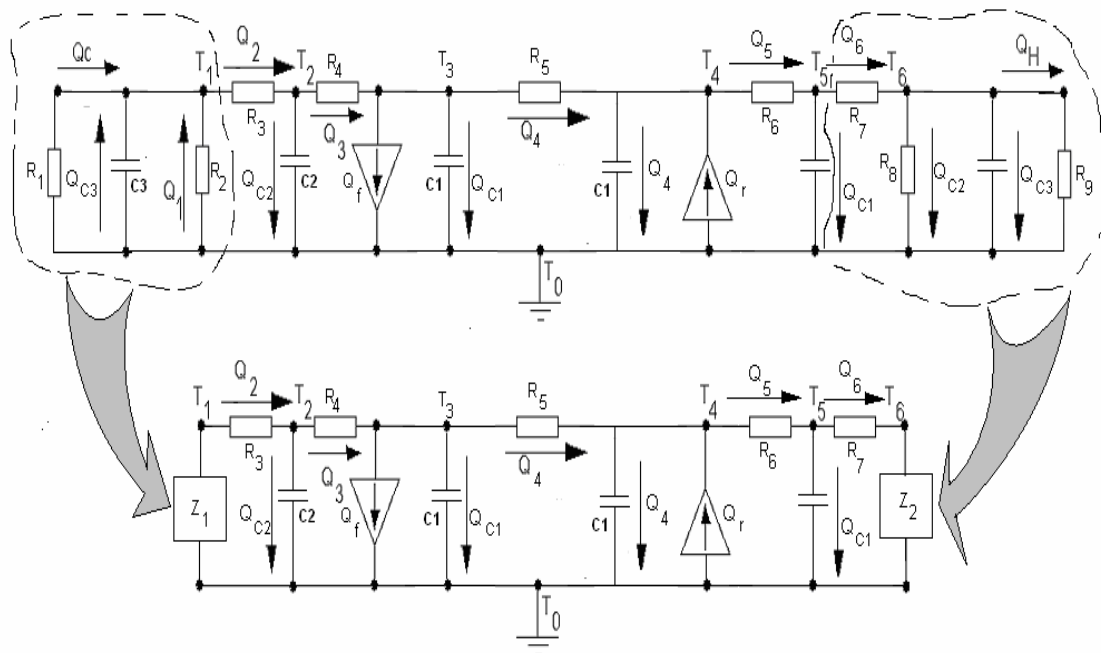 Qc T1 Q2 T2 R4 T3 R5 T4 Q5 T5 Q6 T6 QH
R3 Q3 Q4 R6 R7
R1 QC3 C3 Q1 R2 QC2 C2 Qf C1 QC1 C1 Q4 Qr QC1 R8 QC2 QC3 R9
T0
T1 Q2 T2 R4 T3 R5 T4 Q5 T5 Q6 T6
R3 Q3 Q4 R6 R7
Z1 QC2 C2 Qf C1 QC1 C1 Q4 Qr QC1 Z2
T0